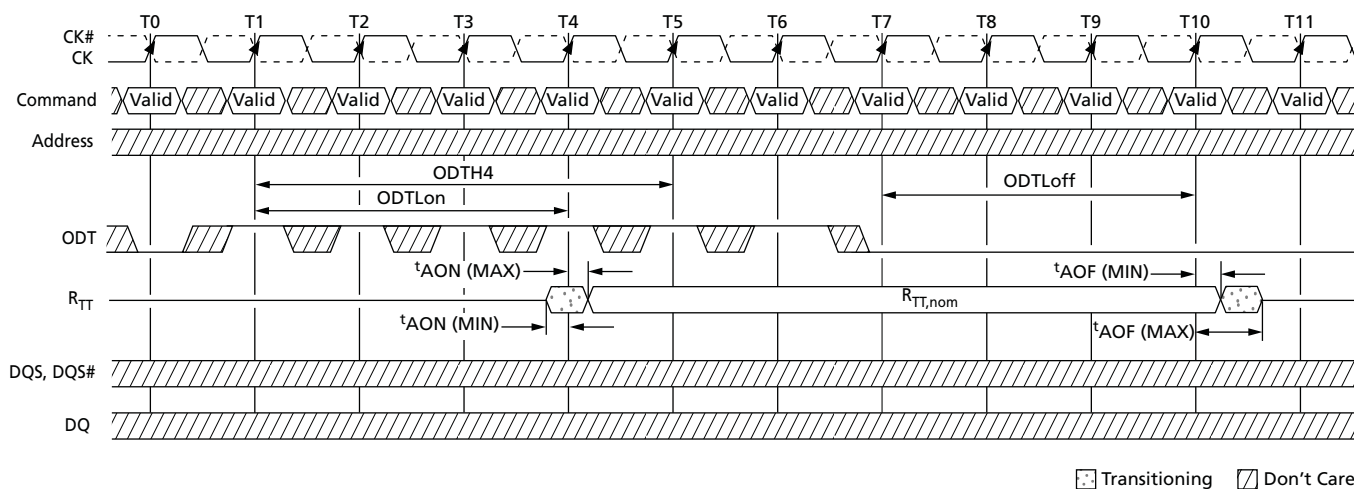 T0 T1 T2 T3 T4 T5 T6 T7 T8 T9 T10 T11
CK#
CK
Command Valid Valid Valid Valid Valid Valid Valid Valid Valid Valid Valid Valid
Address
ODTH4
ODTLoff
ODTLon
ODT
tAON (MAX) tAOF (MIN)
RTT RTT,nom
tAON (MIN) tAOF (MAX)
DQS, DQS#
DQ
Transitioning Don't Care